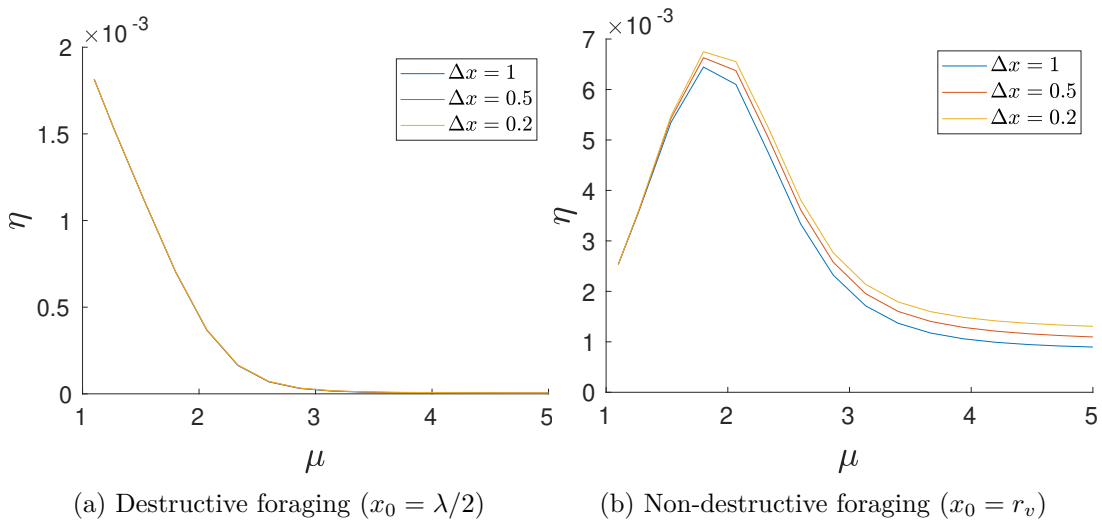 ×10⁻³
2
1.5
1
0.5
0
η
1 2 3 4 5
μ
Δx = 1
Δx = 0.5
Δx = 0.2
(a) Destructive foraging (x₀ = λ/2)
×10⁻³
7
6
5
4
3
2
1
0
η
1 2 3 4 5
μ
Δx = 1
Δx = 0.5
Δx = 0.2
(b) Non-destructive foraging (x₀ = rᵥ)